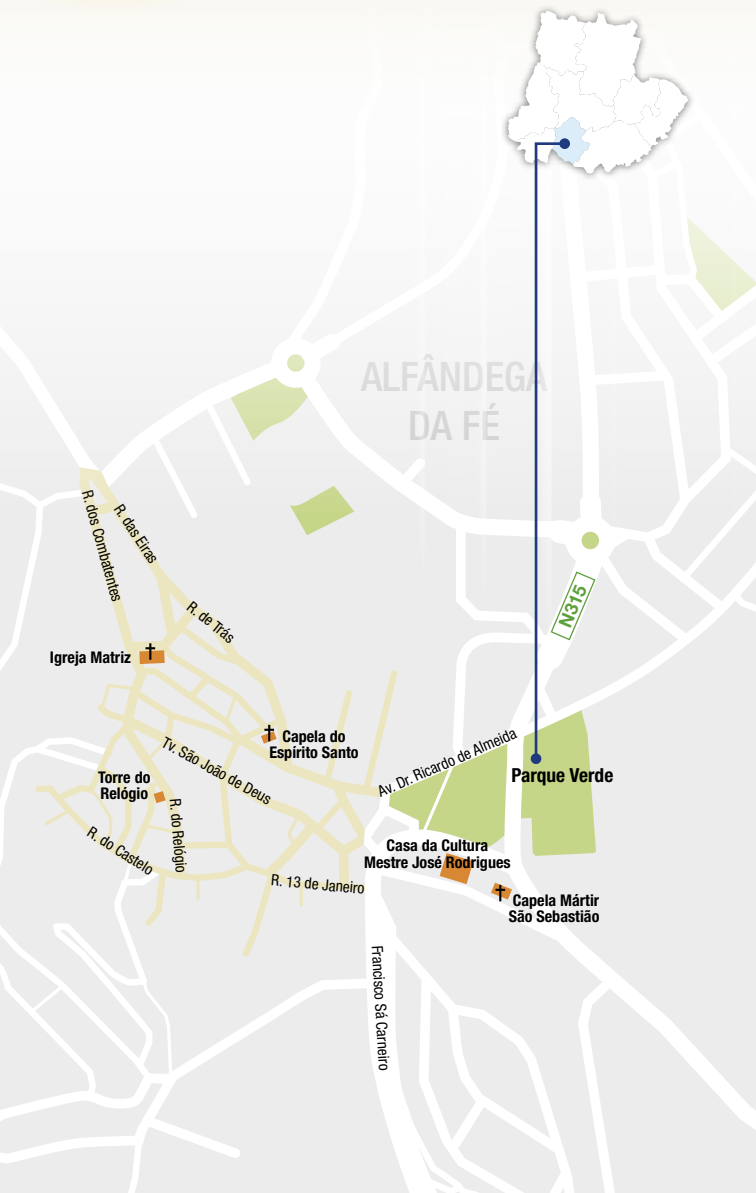 ALFÂNDEGA
DA FÉ
R. dos Combatentes
R. das Eiras
N315
R. de Trás
Igreja Matriz
Capela do
Espírito Santo
Tv. São João de Deus
Av. Dr. Ricardo de Almeida
Parque Verde
Torre do
Relógio
R. do Relógio
R. do Castelo
Casa da Cultura
Mestre José Rodrigues
R. 13 de Janeiro
Capela Mártir
São Sebastião
Francisco Sá Carneiro